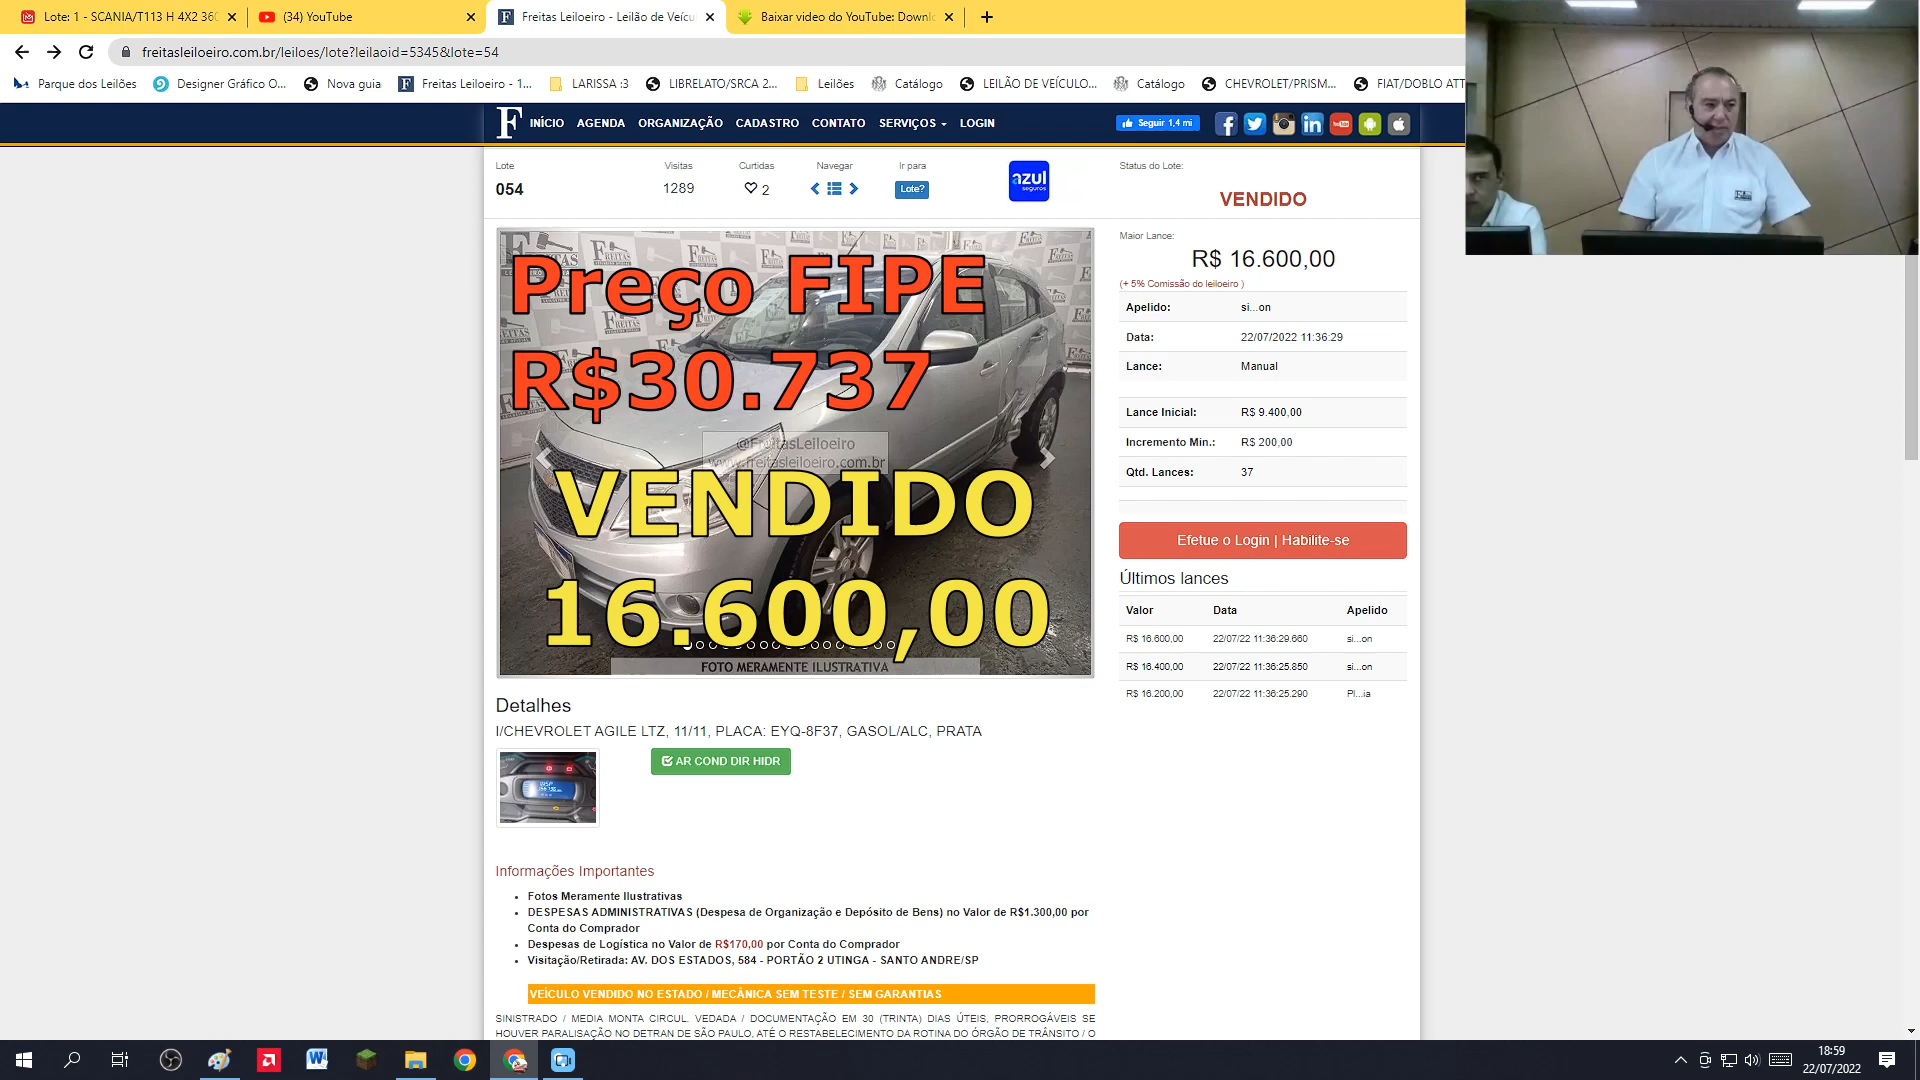 Lote: 1 - SCANIA/T113 H 4X2 360
(34) YouTube
Freitas Leiloeiro - Leilão de Veícu
Baixar video do YouTube: Downlo
freitasleiloeiro.com.br/leiloes/lote?leilaoid=5345&lote=54
Parque dos Leilões
Designer Gráfico O...
Nova guia
Freitas Leiloeiro - 1...
LARISSA :3
LIBRELATO/SRCA 2...
Leilões
Catálogo
LEILÃO DE VEÍCULO...
Catálogo
CHEVROLET/PRISM...
FIAT/DOBLO ATT
F INÍCIO AGENDA ORGANIZAÇÃO CADASTRO CONTATO SERVIÇOS LOGIN
Seguir 1,4 mi
Lote
Visitas
Curtidas
Navegar
Ir para
054
1289
2
Lote?
azul
seguros
Status do Lote:
VENDIDO
Maior Lance:
R$ 16.600,00
(+ 5% Comissão do leiloeiro )
Apelido: si...on
Data: 22/07/2022 11:36:29
Lance: Manual
Lance Inicial: R$ 9.400,00
Incremento Min.: R$ 200,00
Qtd. Lances: 37
Efetue o Login | Habilite-se
Últimos lances
Valor Data Apelido
R$ 16.600,00 22/07/22 11:36:29.660 si...on
R$ 16.400,00 22/07/22 11:36:25.850 si...on
R$ 16.200,00 22/07/22 11:36:25.290 Pl...ia
Preço FIPE
R$30.737
@FreitasLeiloeiro
www.freitasleiloeiro.com.br
VENDIDO
16.600,00
FOTO MERAMENTE ILUSTRATIVA
Detalhes
I/CHEVROLET AGILE LTZ, 11/11, PLACA: EYQ-8F37, GASOL/ALC, PRATA
AR COND DIR HIDR
Informações Importantes
Fotos Meramente Ilustrativas
DESPESAS ADMINISTRATIVAS (Despesa de Organização e Depósito de Bens) no Valor de R$1.300,00 por
Conta do Comprador
Despesas de Logística no Valor de R$170,00 por Conta do Comprador
Visitação/Retirada: AV. DOS ESTADOS, 584 - PORTÃO 2 UTINGA - SANTO ANDRE/SP
VEÍCULO VENDIDO NO ESTADO / MECÂNICA SEM TESTE / SEM GARANTIAS
SINISTRADO / MEDIA MONTA CIRCUL. VEDADA / DOCUMENTAÇÃO EM 30 (TRINTA) DIAS ÚTEIS, PRORROGÁVEIS SE
HOUVER PARALISAÇÃO NO DETRAN DE SÃO PAULO, ATÉ O RESTABELECIMENTO DA ROTINA DO ÓRGÃO DE TRÂNSITO / O
18:59
22/07/2022